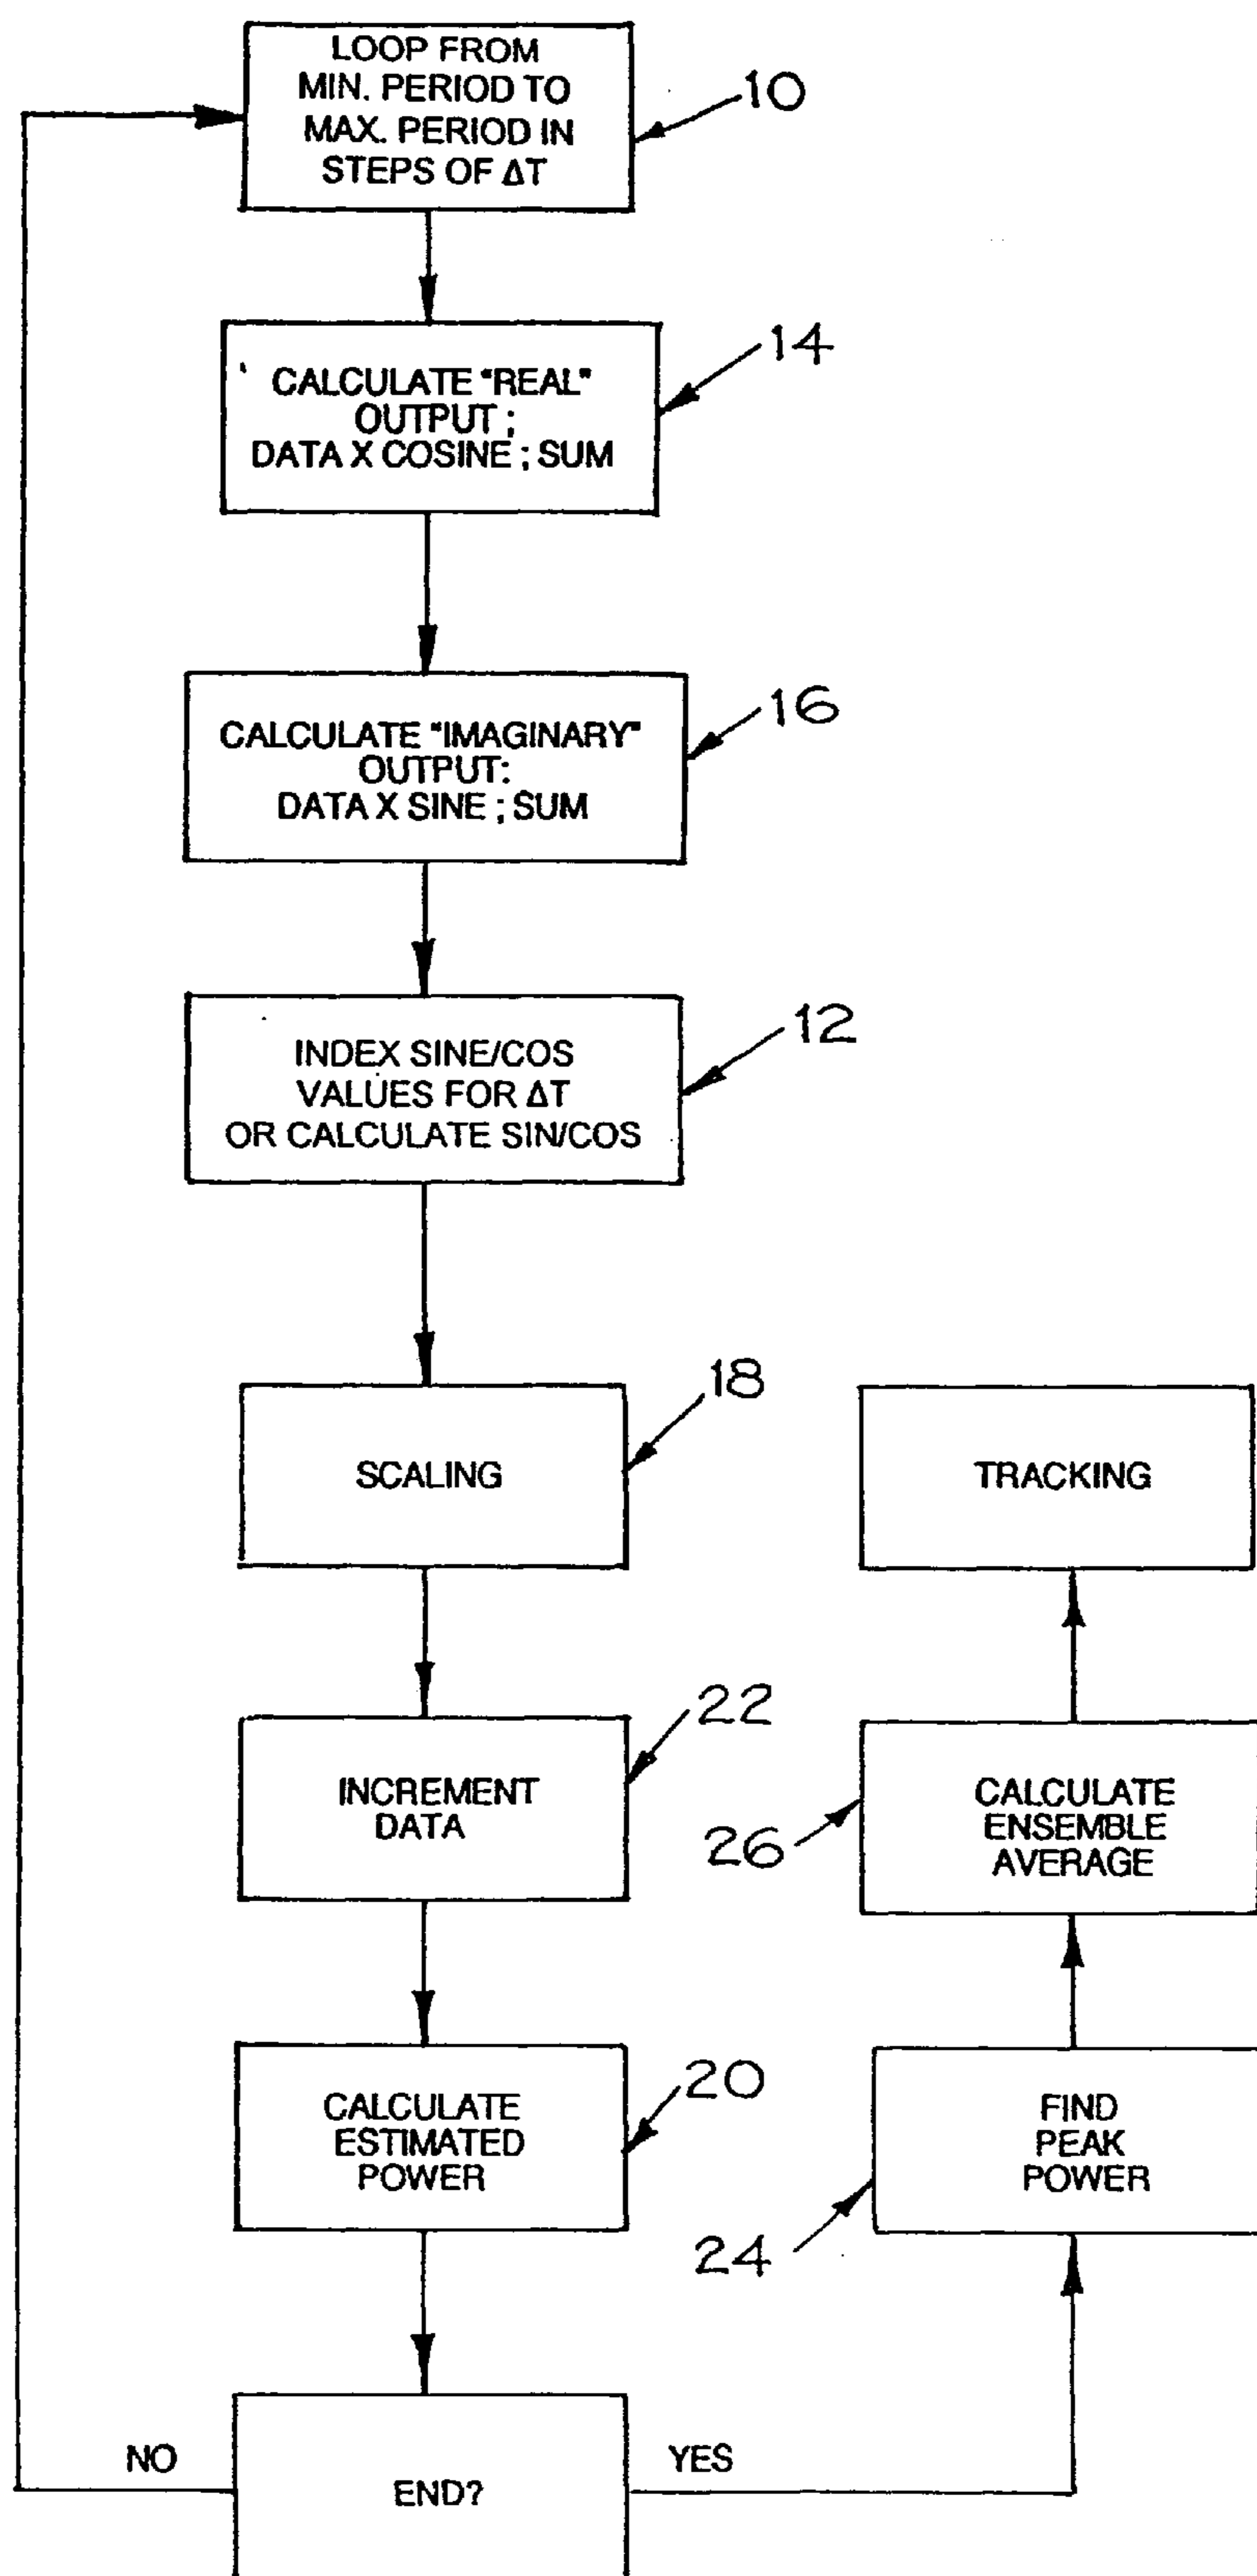 LOOP FROM
MIN. PERIOD TO
MAX. PERIOD IN
STEPS OF ΔT
10
CALCULATE "REAL"
OUTPUT ;
DATA X COSINE ; SUM
14
CALCULATE "IMAGINARY"
OUTPUT:
DATA X SINE ; SUM
16
INDEX SINE/COS
VALUES FOR ΔT
OR CALCULATE SIN/COS
12
SCALING
18
INCREMENT
DATA
22
CALCULATE
ESTIMATED
POWER
20
END?
NO
YES
FIND
PEAK
POWER
24
CALCULATE
ENSEMBLE
AVERAGE
26
TRACKING